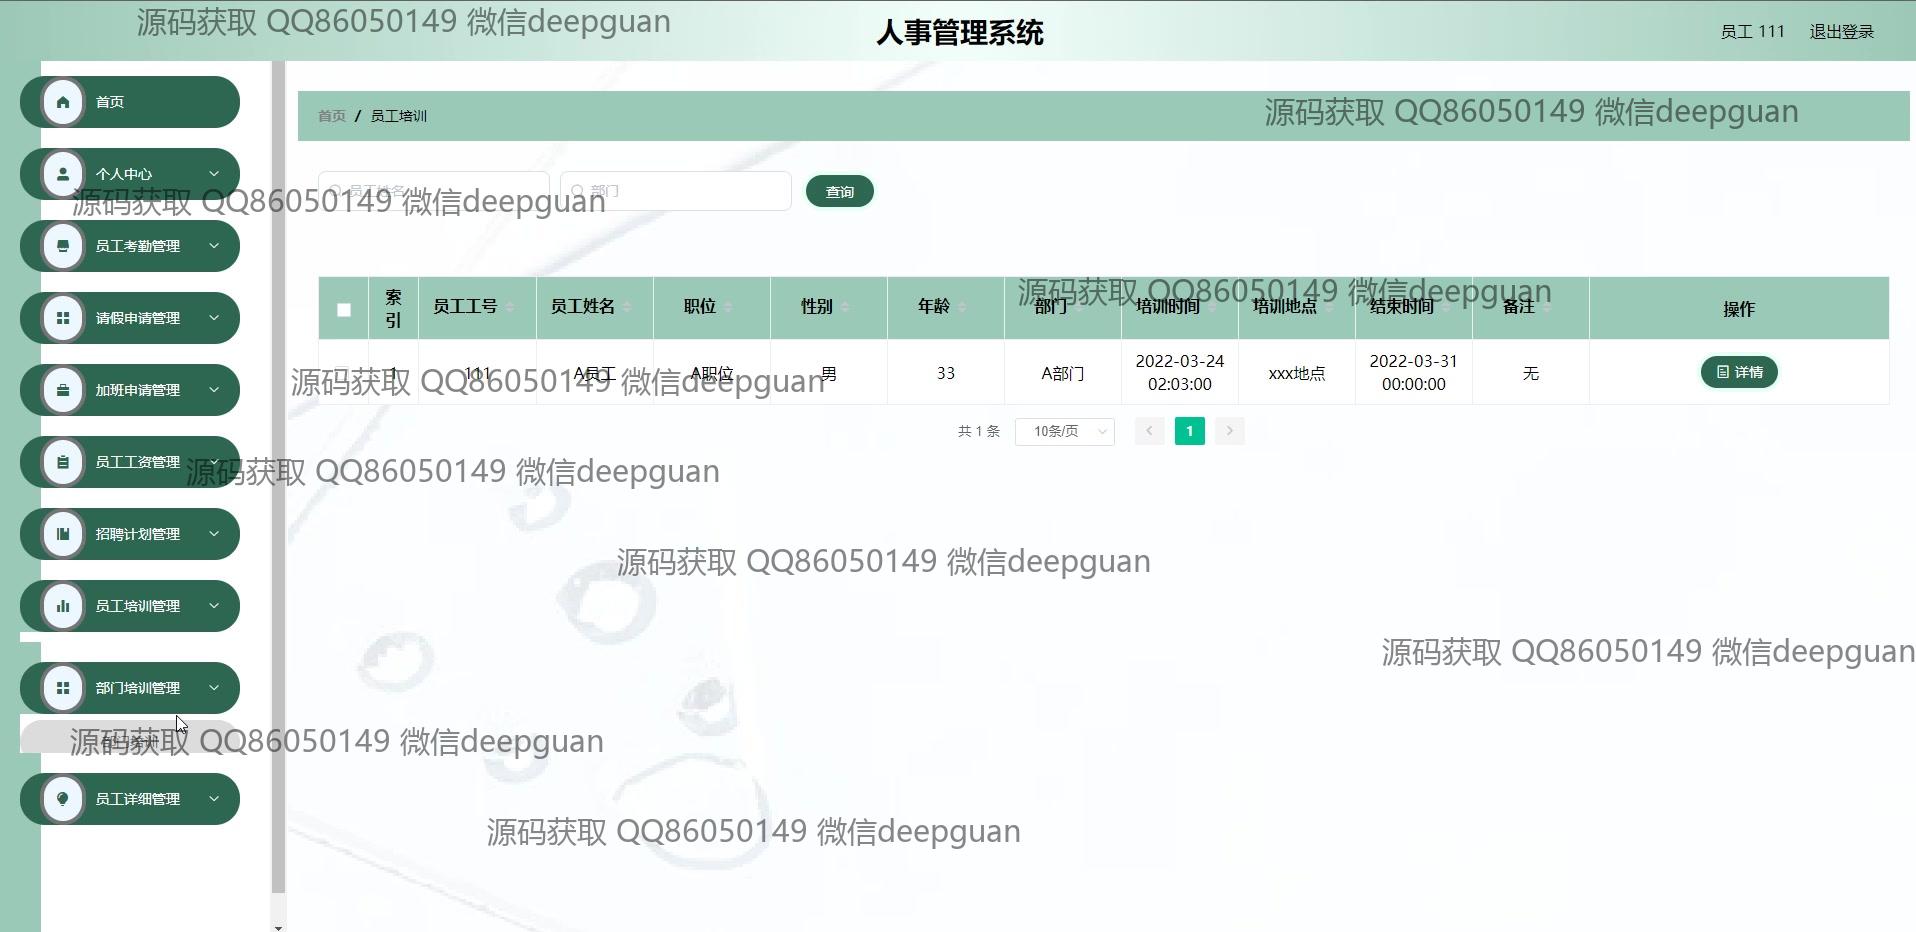 源码获取 QQ86050149 微信deepguan
人事管理系统
员工 111 退出登录
首页
首页 / 员工培训
源码获取 QQ86050149 微信deepguan
个人中心
员工姓名
部门
查询
源码获取 QQ86050149 微信deepguan
员工考勤管理
源码获取 QQ86050149 微信deepguan
索引 员工工号 员工姓名 职位 性别 年龄 部门 培训时间 培训地点 结束时间 备注 操作
请假申请管理
1 111 A员工 A职位 男 33 A部门 2022-03-24 02:03:00 xxx地点 2022-03-31 00:00:00 无 详情
源码获取 QQ86050149 微信deepguan
加班申请管理
共 1 条 10条/页 1
员工工资管理
源码获取 QQ86050149 微信deepguan
招聘计划管理
源码获取 QQ86050149 微信deepguan
员工培训管理
源码获取 QQ86050149 微信deepguan
部门培训管理
部门培训
源码获取 QQ86050149 微信deepguan
员工详细管理
源码获取 QQ86050149 微信deepguan